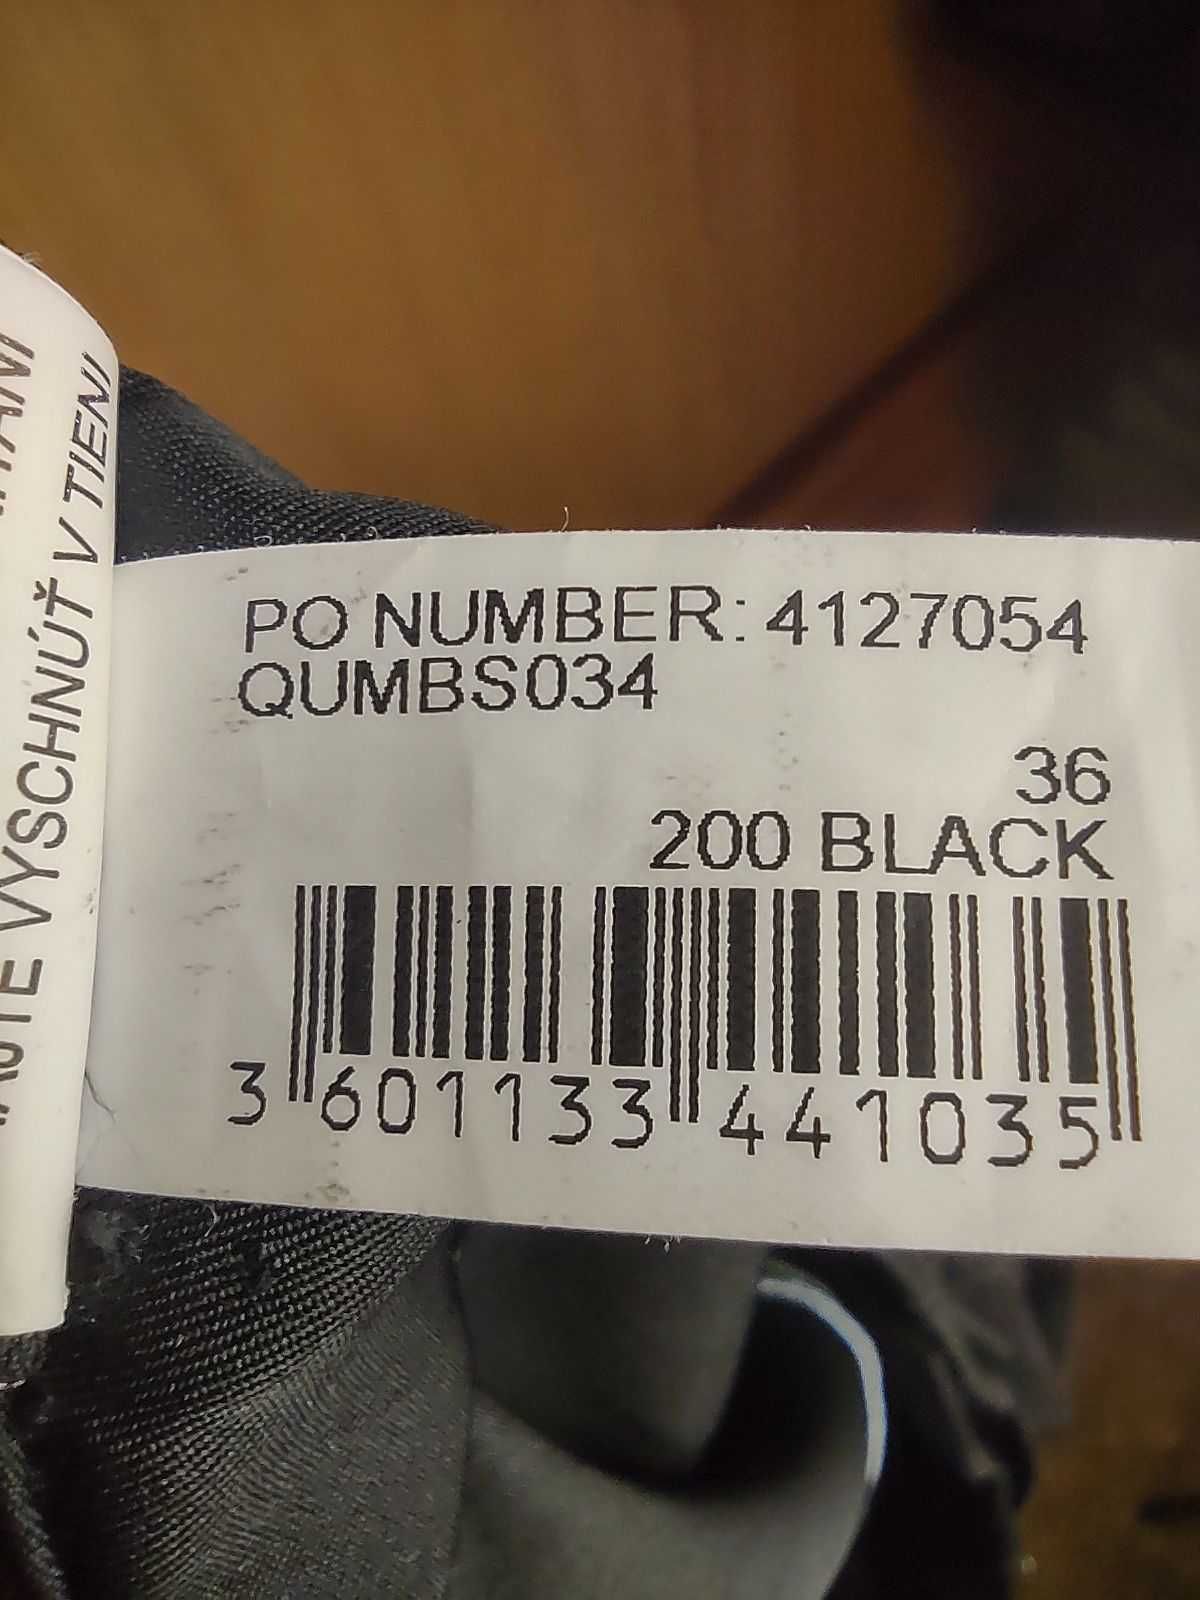 VYSCHNÚŤ V TIENI
PO NUMBER: 4127054
QUMBS034
36
200 BLACK
3 601133 441035